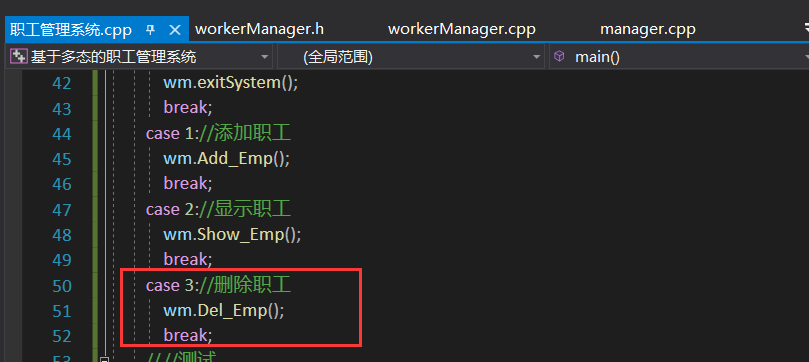 职工管理系统.cpp workerManager.h workerManager.cpp manager.cpp
基于多态的职工管理系统 (全局范围) main()
42 wm.exitSystem();
43 break;
44 case 1://添加职工
45 wm.Add_Emp();
46 break;
47 case 2://显示职工
48 wm.Show_Emp();
49 break;
50 case 3://删除职工
51 wm.Del_Emp();
52 break;
53 ////测试